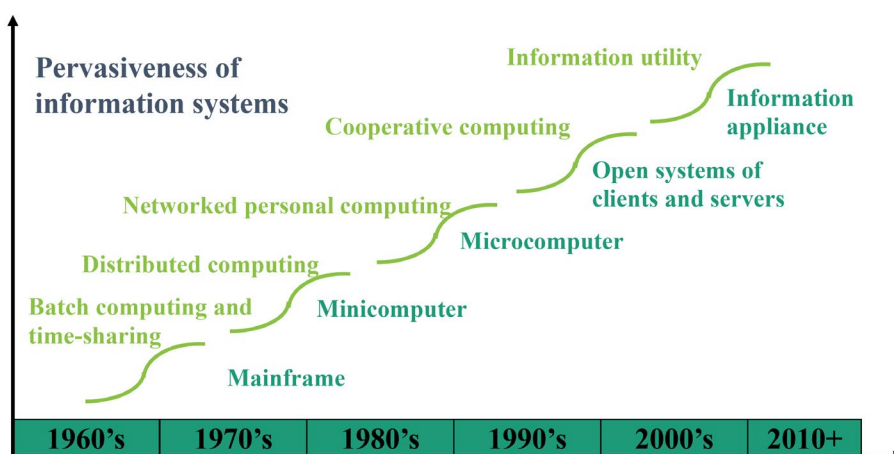 Pervasiveness of
information systems
Information utility
Information
appliance
Cooperative computing
Open systems of
clients and servers
Networked personal computing
Microcomputer
Distributed computing
Minicomputer
Batch computing and
time-sharing
Mainframe
1960’s 1970’s 1980’s 1990’s 2000’s 2010+